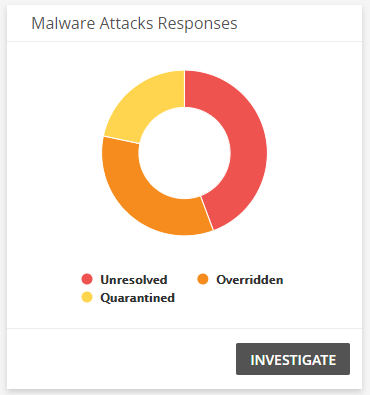 Malware Attacks Responses
Unresolved Overridden
Quarantined
INVESTIGATE